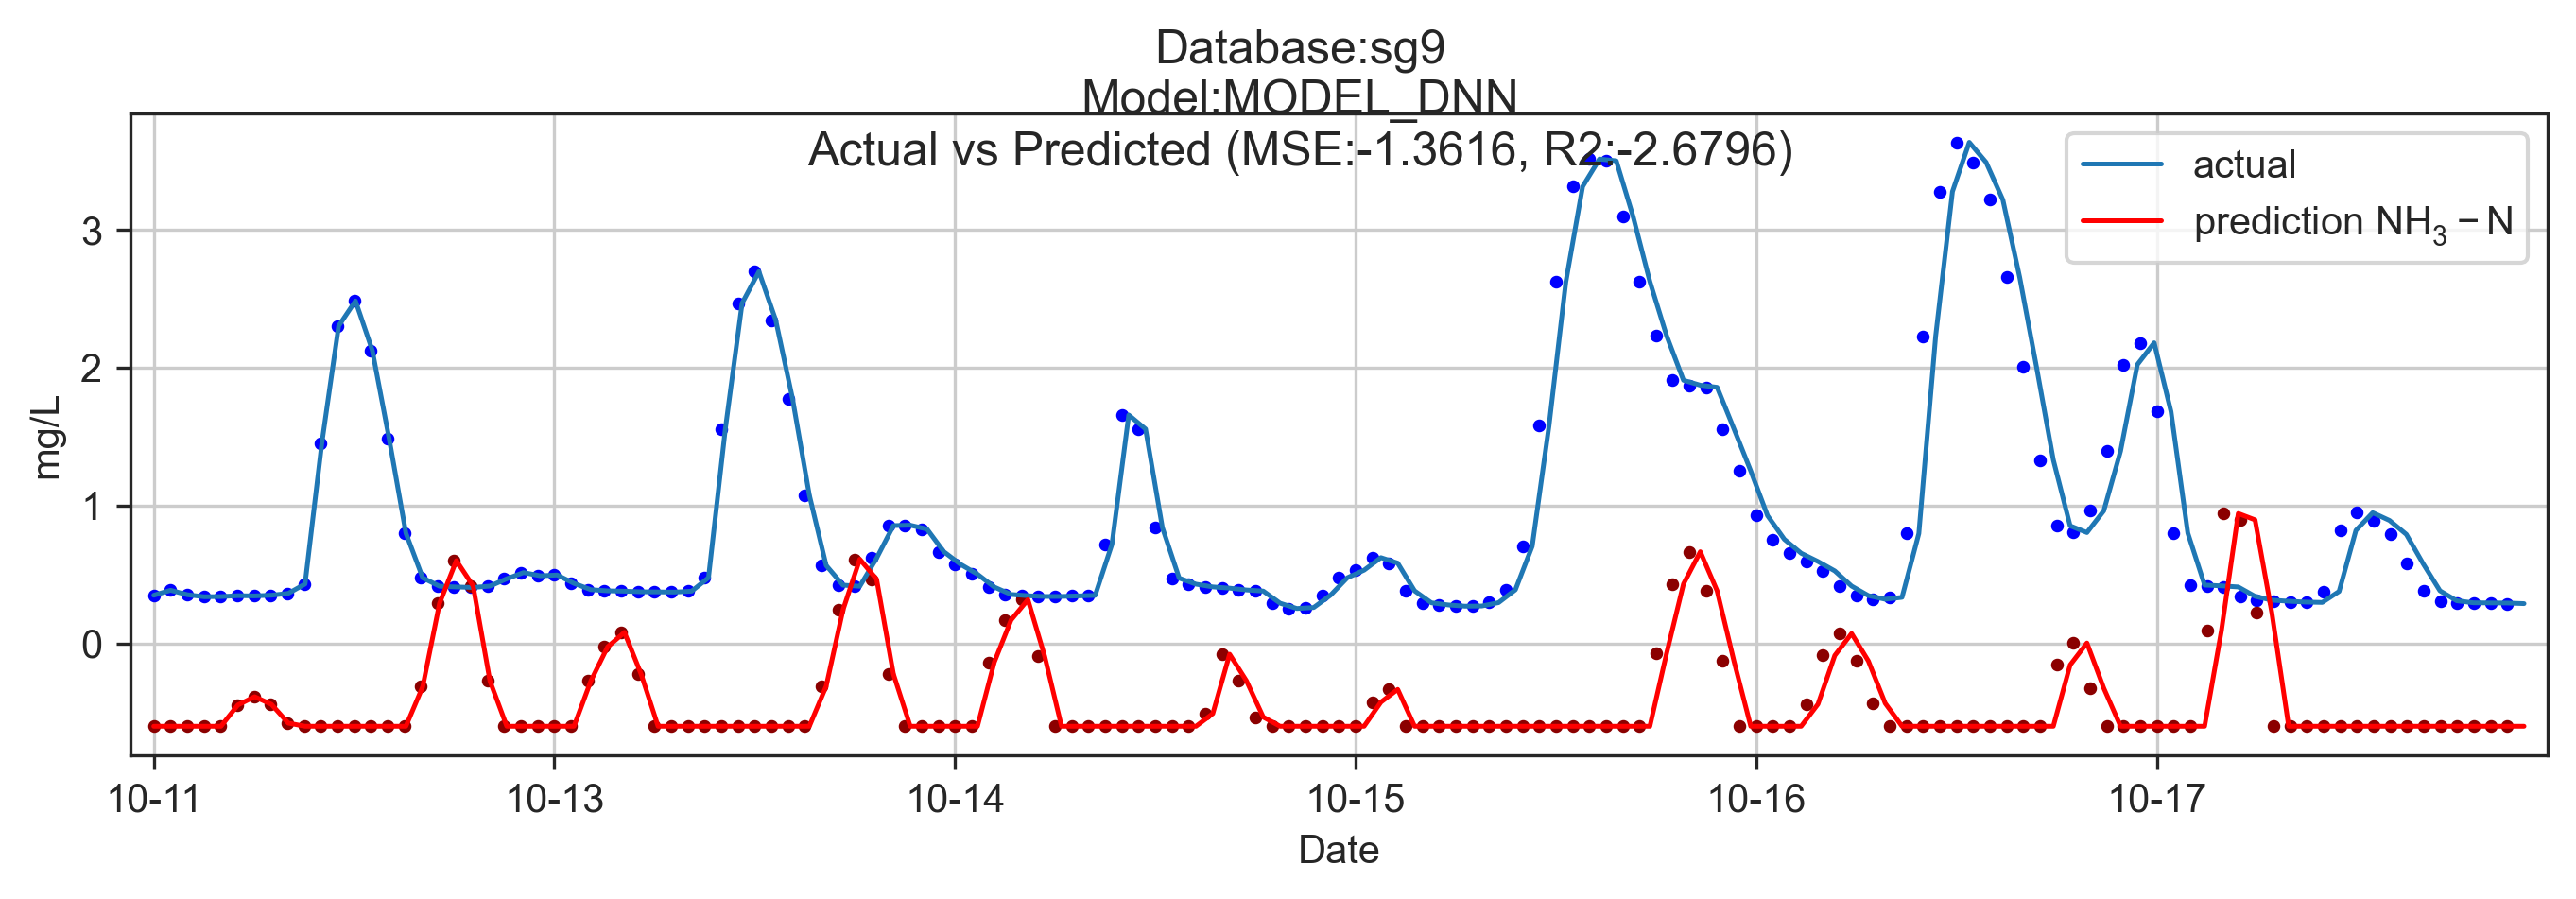 Database:sg9
Model:MODEL_DNN
Actual vs Predicted (MSE:-1.3616, R2:-2.6796)
actual
prediction NH₃ − N
mg/L
3
2
1
0
10-11 10-13 10-14 10-15 10-16 10-17
Date